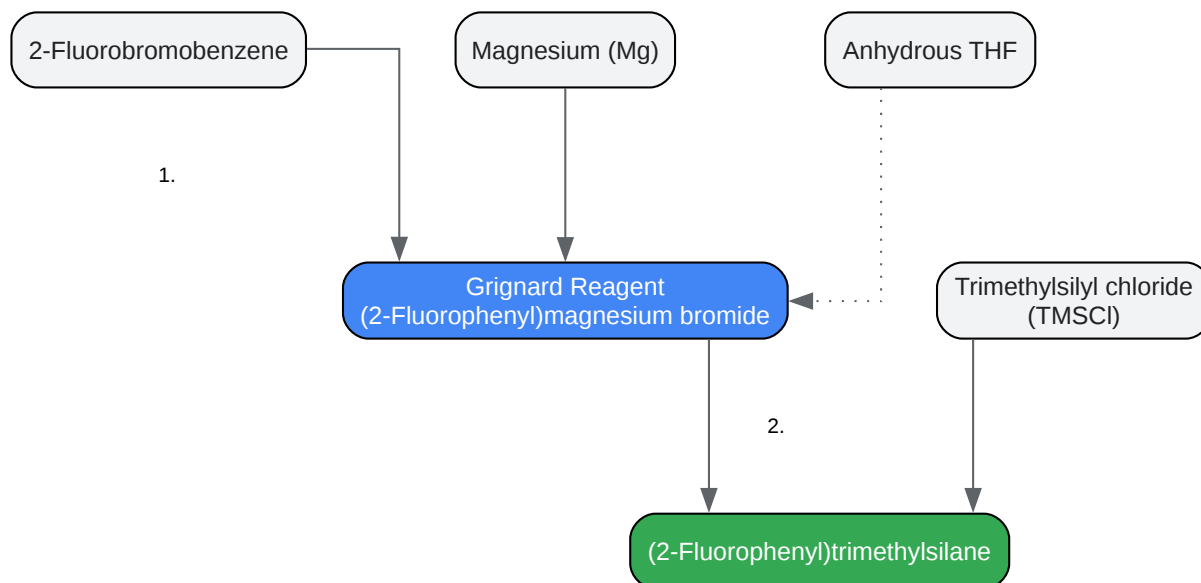 2-Fluorobromobenzene
Magnesium (Mg)
Anhydrous THF
1.
Grignard Reagent
(2-Fluorophenyl)magnesium bromide
Trimethylsilyl chloride
(TMSCl)
2.
(2-Fluorophenyl)trimethylsilane